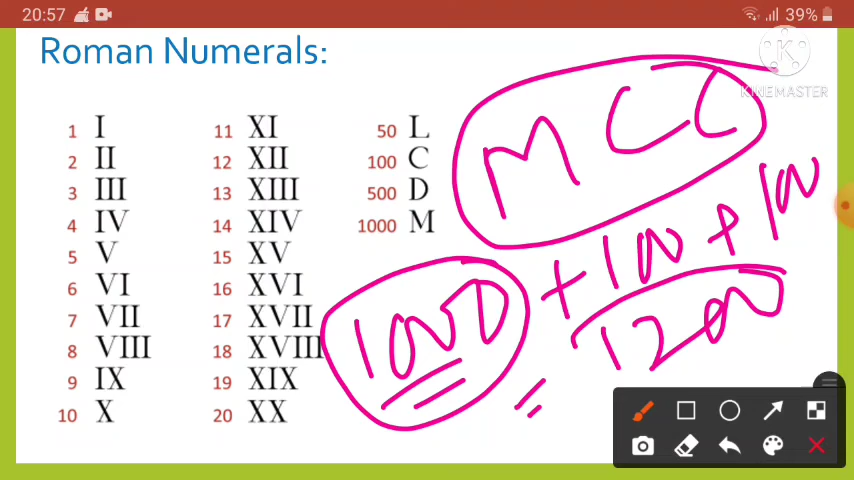 20:57 39%
Roman Numerals:
K
KINEMASTER
1 I 11 XI 50 L
2 II 12 XII 100 C
3 III 13 XIII 500 D
4 IV 14 XIV 1000 M
5 V 15 XV
6 VI 16 XVI
7 VII 17 XVII
8 VIII 18 XVIII
9 IX 19 XIX
10 X 20 XX
MCC
1000 + 100 + 100
= 1200